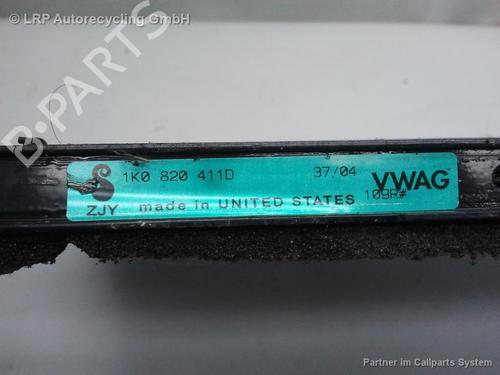 © LRP Autorecycling GmbH
B-PARTS
1K0 820 411D 37/04 VWAG
109R#
ZJY made in UNITED STATES
Partner im Callparts System